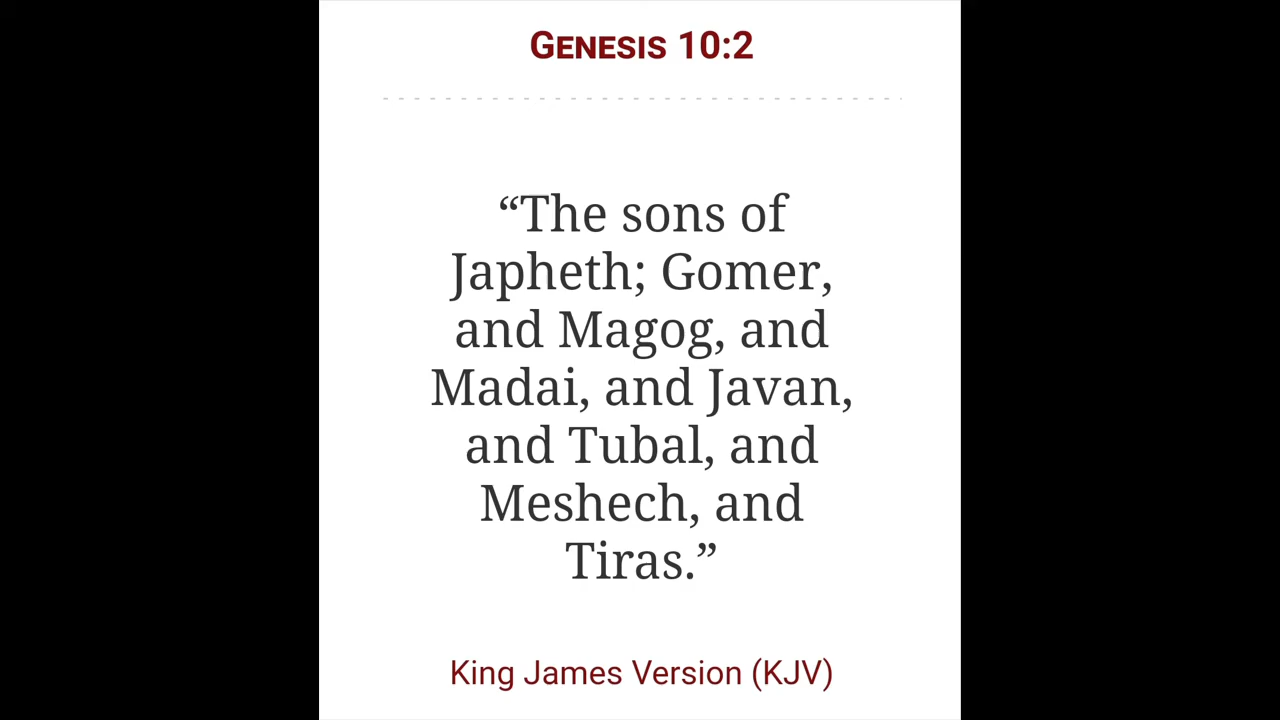 GENESIS 10:2
“The sons of
Japheth; Gomer,
and Magog, and
Madai, and Javan,
and Tubal, and
Meshech, and
Tiras.”
King James Version (KJV)